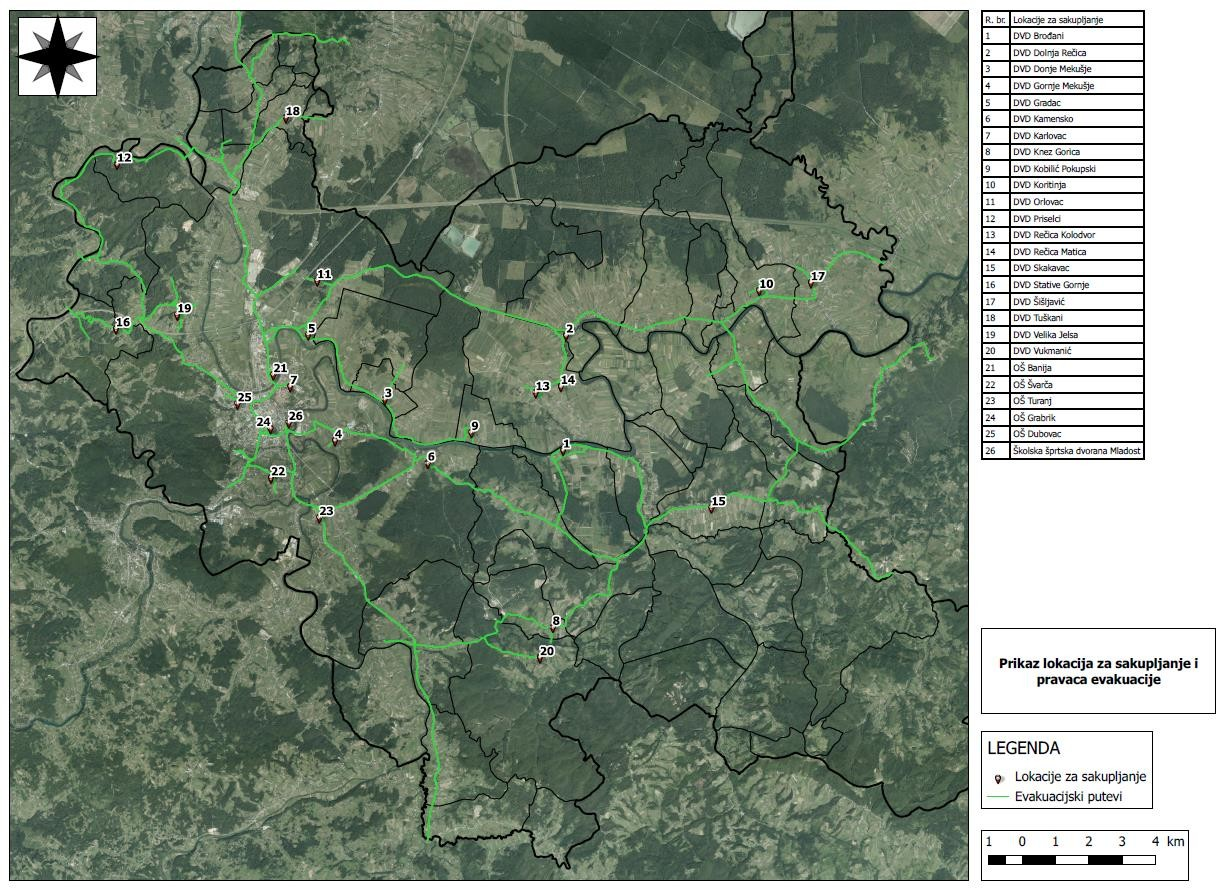 R. br. Lokacije za sakupljanje
1 DVD Brođani
2 DVD Dolnja Rečica
3 DVD Donje Mekušje
4 DVD Gornje Mekušje
5 DVD Gradac
6 DVD Kamensko
7 DVD Karlovac
8 DVD Knez Gorica
9 DVD Kobilić Pokupski
10 DVD Koritinja
11 DVD Orlovac
12 DVD Priselci
13 DVD Rečica Kolodvor
14 DVD Rečica Matica
15 DVD Skakavac
16 DVD Stative Gornje
17 DVD Šišljavić
18 DVD Tuškani
19 DVD Velika Jelsa
20 DVD Vukmanić
21 OŠ Banija
22 OŠ Švarča
23 OŠ Turanj
24 OŠ Grabrik
25 OŠ Dubovac
26 Školska šprtska dvorana Mladost
18
12
11
10
17
19
16
5
2
21
7
13
14
3
25
26
24
9
4
1
6
22
15
23
8
20
Prikaz lokacija za sakupljanje i
pravaca evakuacije
LEGENDA
Lokacije za sakupljanje
Evakuacijski putevi
1 0 1 2 3 4 km